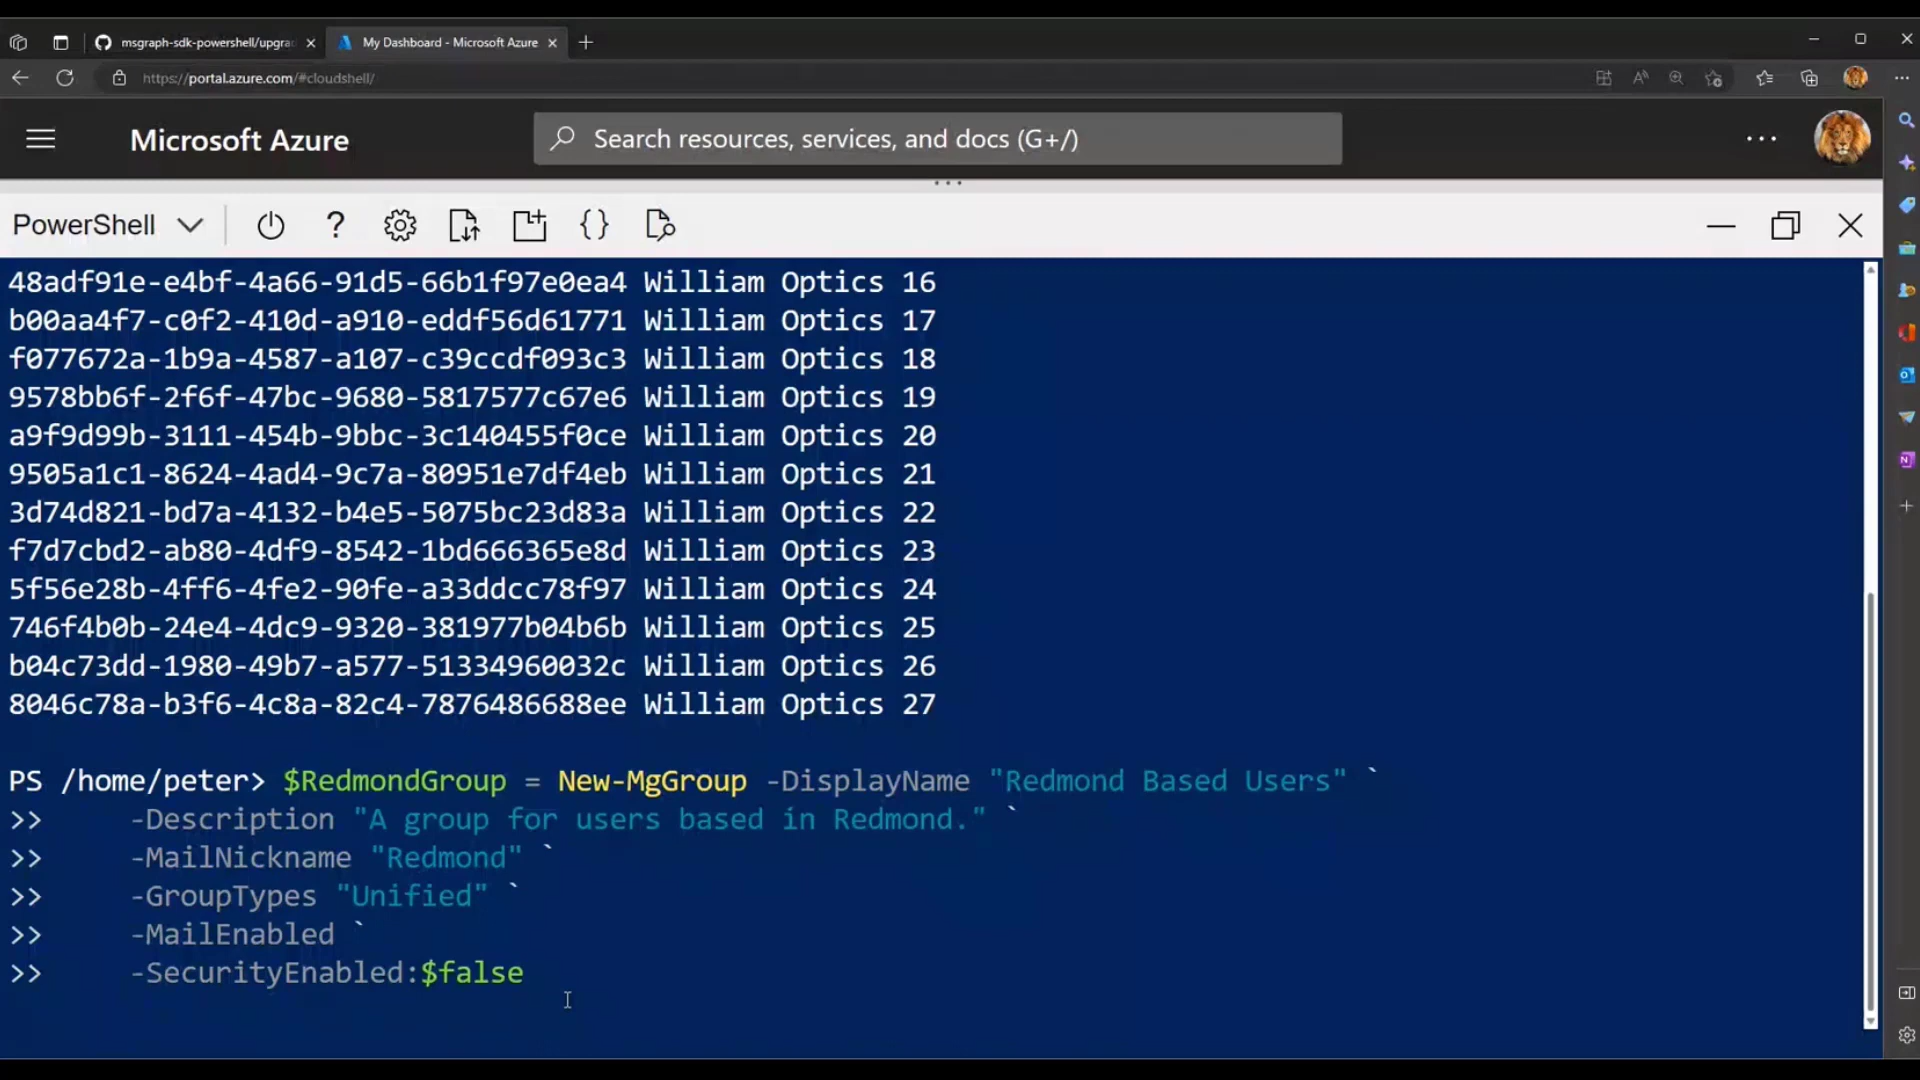 msgraph-sdk-powershell/upgrad
My Dashboard - Microsoft Azure
https://portal.azure.com/#cloudshell/
Microsoft Azure
Search resources, services, and docs (G+/)
PowerShell
48adf91e-e4bf-4a66-91d5-66b1f97e0ea4 William Optics 16
b00aa4f7-c0f2-410d-a910-eddf56d61771 William Optics 17
f077672a-1b9a-4587-a107-c39ccdf093c3 William Optics 18
9578bb6f-2f6f-47bc-9680-5817577c67e6 William Optics 19
a9f9d99b-3111-454b-9bbc-3c140455f0ce William Optics 20
9505a1c1-8624-4ad4-9c7a-80951e7df4eb William Optics 21
3d74d821-bd7a-4132-b4e5-5075bc23d83a William Optics 22
f7d7cbd2-ab80-4df9-8542-1bd666365e8d William Optics 23
5f56e28b-4ff6-4fe2-90fe-a33ddcc78f97 William Optics 24
746f4b0b-24e4-4dc9-9320-381977b04b6b William Optics 25
b04c73dd-1980-49b7-a577-51334960032c William Optics 26
8046c78a-b3f6-4c8a-82c4-7876486688ee William Optics 27
PS /home/peter> $RedmondGroup = New-MgGroup -DisplayName "Redmond Based Users" `
>> -Description "A group for users based in Redmond." `
>> -MailNickname "Redmond" `
>> -GroupTypes "Unified" `
>> -MailEnabled `
>> -SecurityEnabled:$false